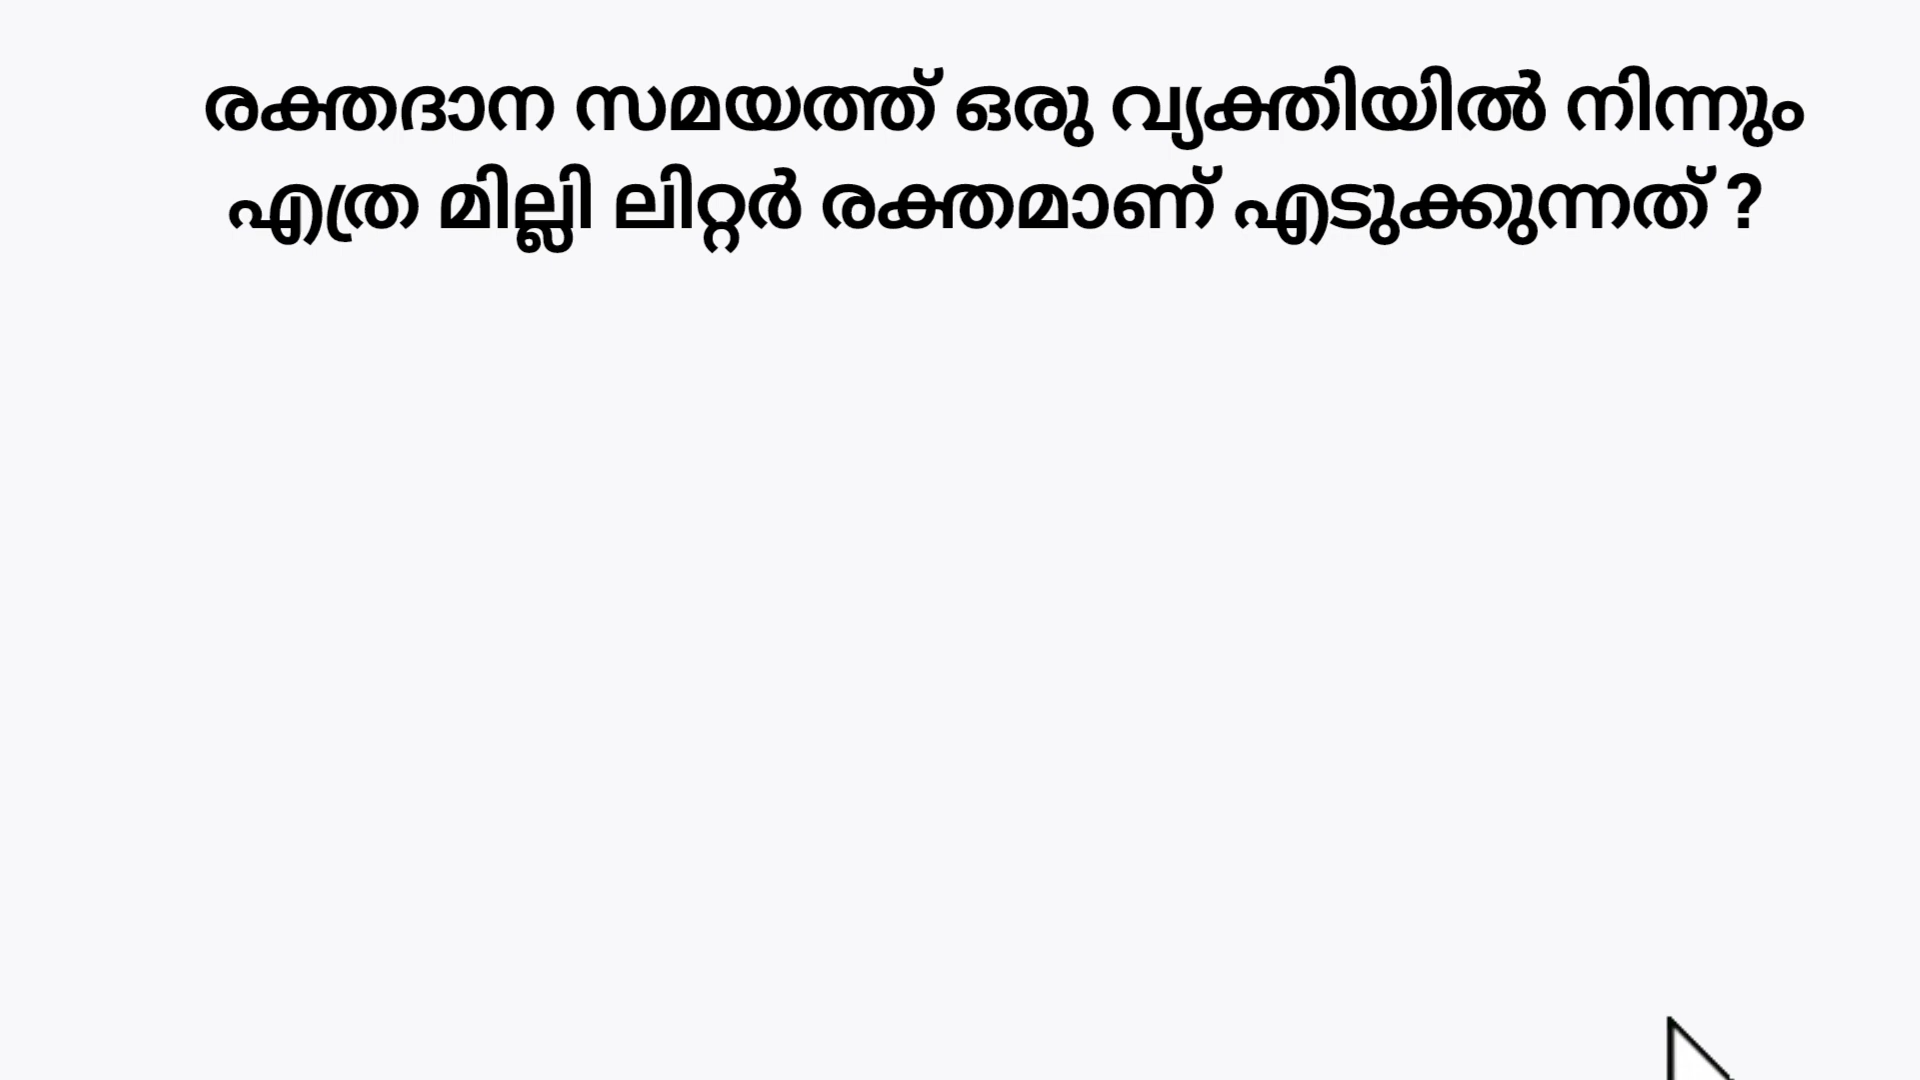 രക്തദാന സമയത്ത് ഒരു വ്യക്തിയിൽ നിന്നും
എത്ര മില്ലി ലിറ്റർ രക്തമാണ് എടുക്കുന്നത് ?